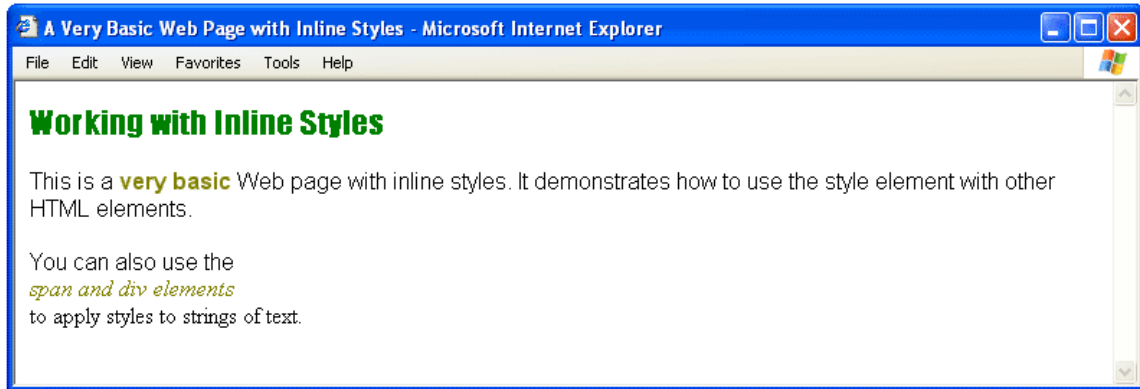 A Very Basic Web Page with Inline Styles - Microsoft Internet Explorer
File Edit View Favorites Tools Help
Working with Inline Styles
This is a very basic Web page with inline styles. It demonstrates how to use the style element with other
HTML elements.
You can also use the
span and div elements
to apply styles to strings of text.